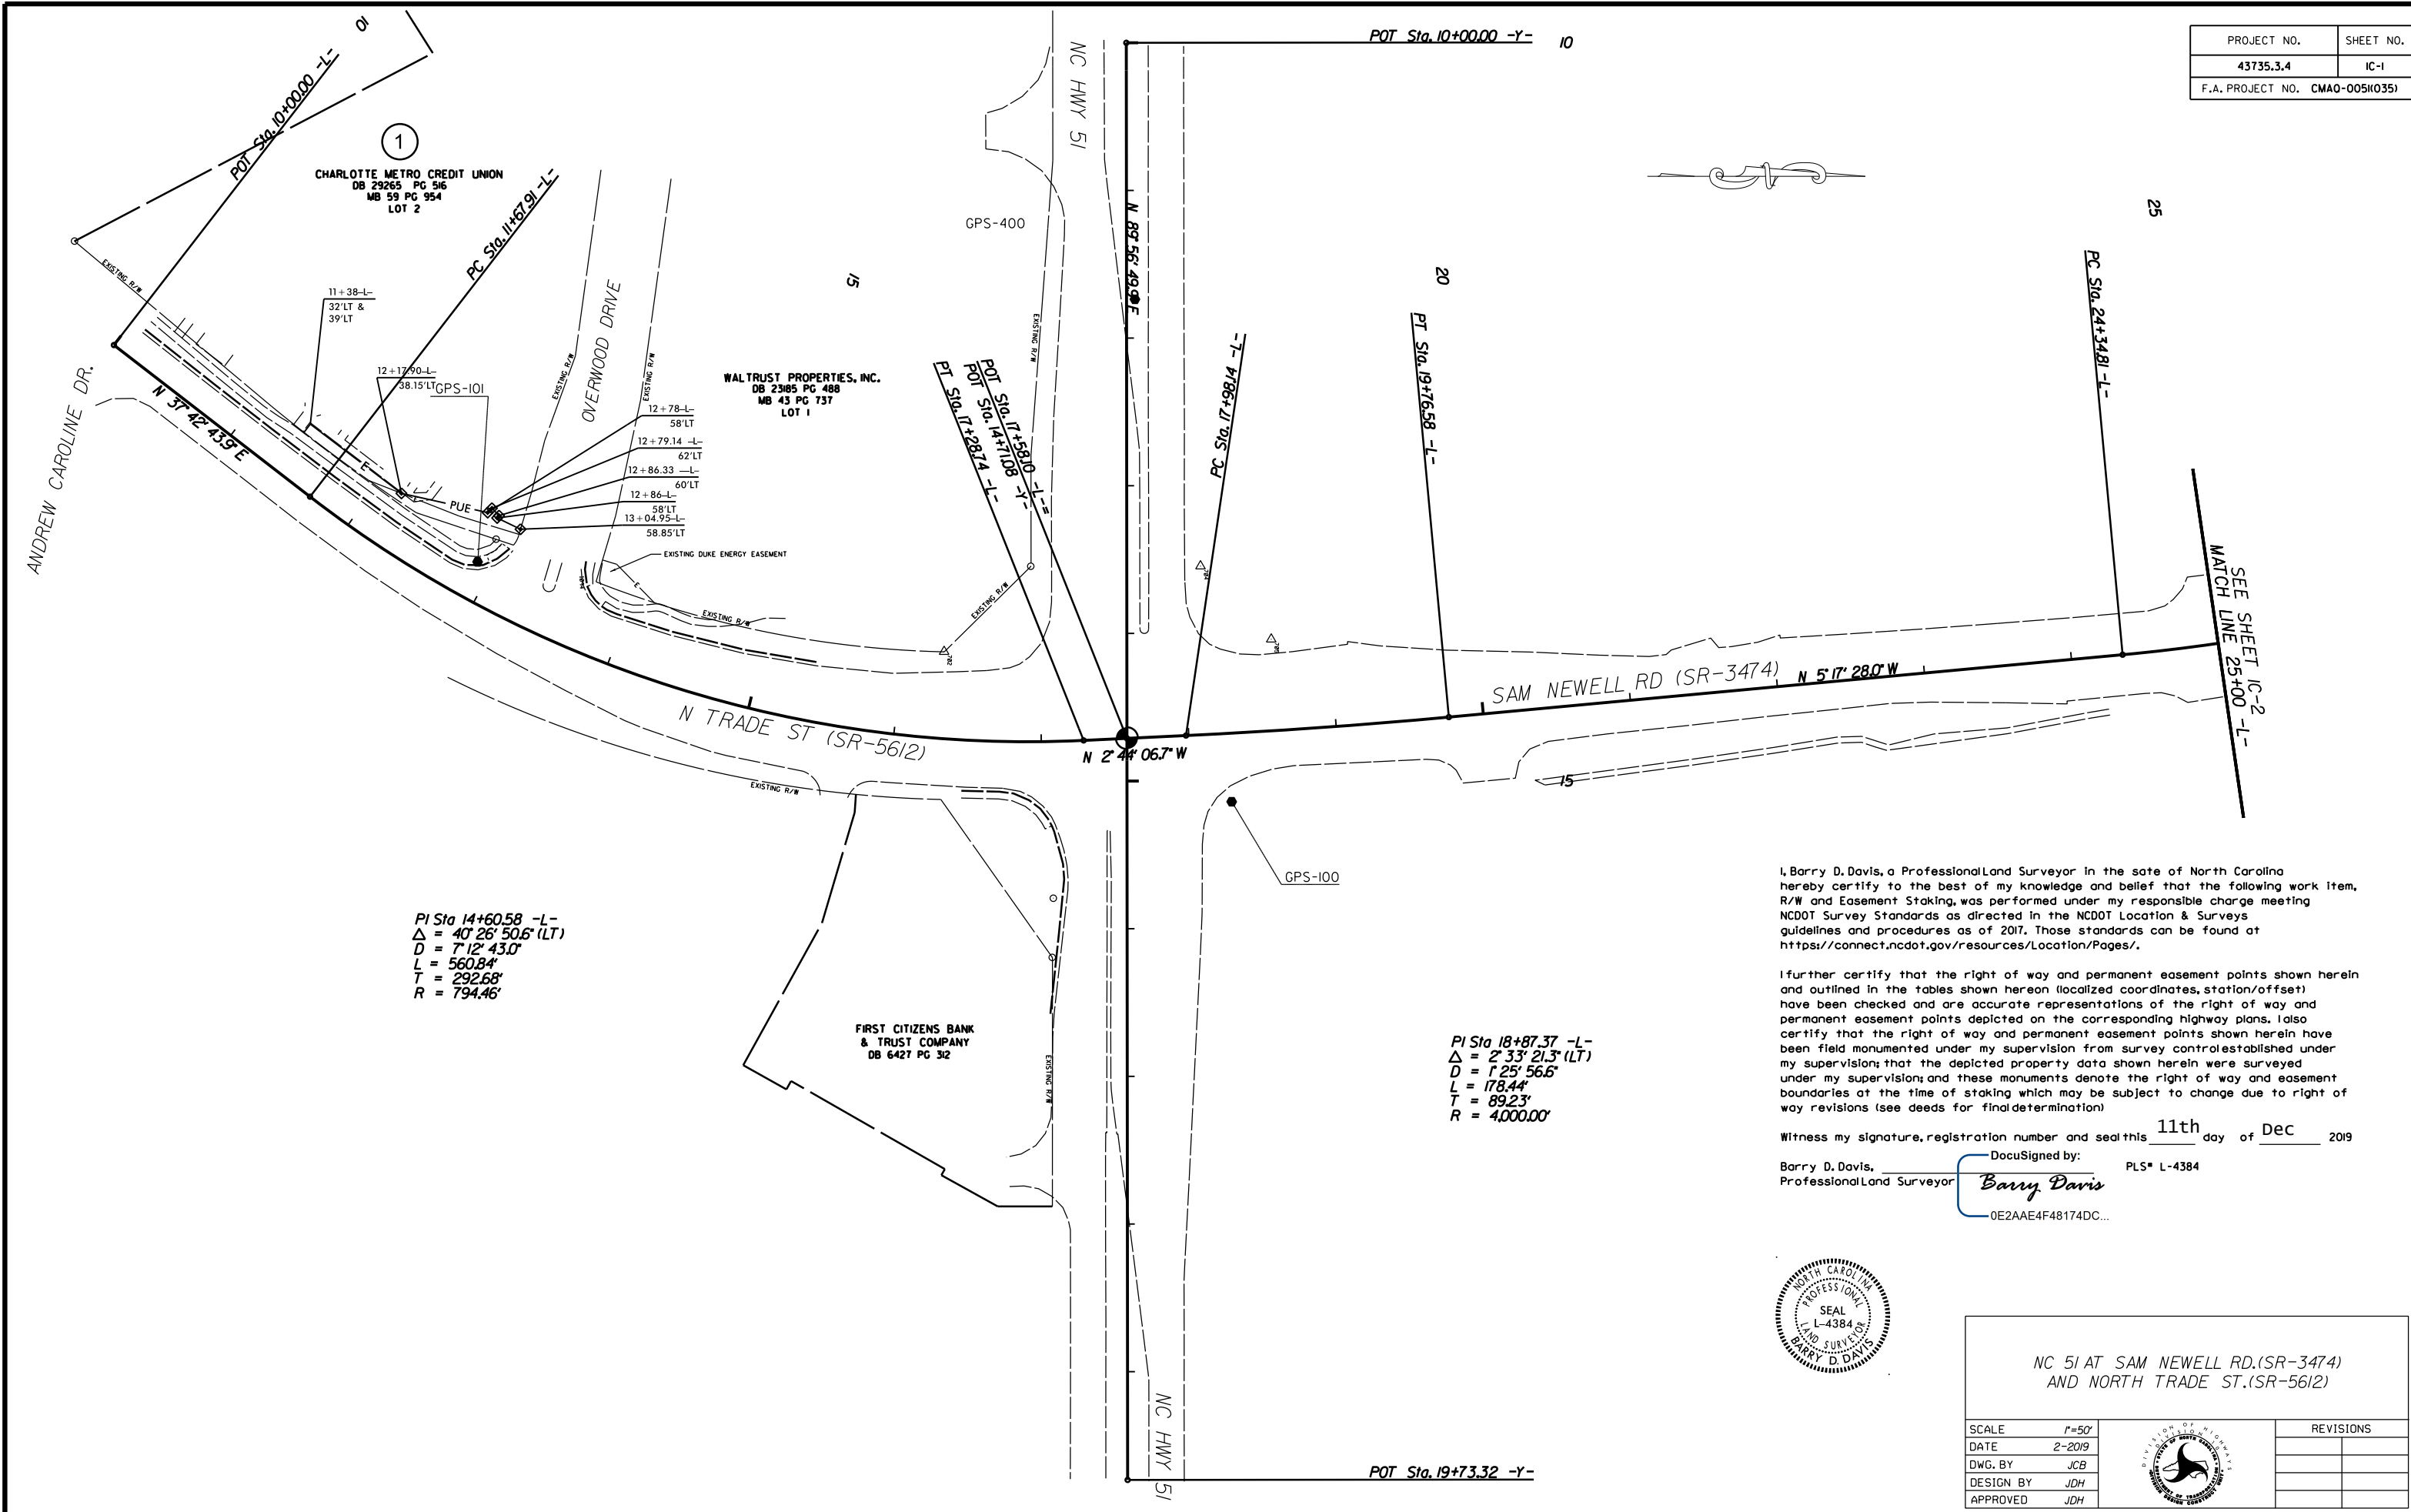 PROJECT NO.
SHEET NO.
43735.3.4
IC-1
F.A. PROJECT NO. CMAQ-0051(035)
POT Sta. 10+00.00 -Y-
10
10
POT Sta. 10+00.00 -L-
1
CHARLOTTE METRO CREDIT UNION
DB 29265 PG 516
MB 59 PG 954
LOT 2
PC Sta. 11+67.91 -L-
EXISTING R/W
11+38-L-
32'LT &
39'LT
12+17.90-L-
38.15'LT
GPS-101
ANDREW CAROLINE DR.
N 37° 42' 43.9" E
E
PUE
EXISTING R/W
OVERWOOD DRIVE
EXISTING R/W
12+78-L-
58'LT
12+79.14 -L-
62'LT
12+86.33 -L-
60'LT
12+86-L-
58'LT
13+04.95-L-
58.85'LT
EXISTING DUKE ENERGY EASEMENT
E
EXISTING R/W
WALTRUST PROPERTIES, INC.
DB 23185 PG 488
MB 43 PG 737
LOT 1
15
GPS-400
NC HWY 51
N 89° 56' 49.9" E
EXISTING R/W
EXISTING R/W
702
PT Sta. 17+28.74 -L-
POT Sta. 17+58.10 -L-=
POT Sta. 14+71.08 -Y-
PC Sta. 17+98.14 -L-
704
705
20
PT Sta. 19+76.58 -L-
25
PC Sta. 24+34.81 -L-
SEE SHEET IC-2
MATCH LINE 25+00 -L-
SAM NEWELL RD (SR-3474)
N 5° 17' 28.0" W
N TRADE ST (SR-5612)
N 2° 44' 06.7" W
EXISTING R/W
15
GPS-100
PI Sta 14+60.58 -L-
Δ = 40° 26' 50.6" (LT)
D = 7° 12' 43.0"
L = 560.84'
T = 292.68'
R = 794.46'
FIRST CITIZENS BANK
& TRUST COMPANY
DB 6427 PG 312
EXISTING R/W
PI Sta 18+87.37 -L-
Δ = 2° 33' 21.3" (LT)
D = 1° 25' 56.6"
L = 178.44'
T = 89.23'
R = 4,000.00'
NC HWY 51
POT Sta. 19+73.32 -Y-
I, Barry D. Davis, a Professional Land Surveyor in the sate of North Carolina
hereby certify to the best of my knowledge and belief that the following work item,
R/W and Easement Staking, was performed under my responsible charge meeting
NCDOT Survey Standards as directed in the NCDOT Location & Surveys
guidelines and procedures as of 2017. Those standards can be found at
https://connect.ncdot.gov/resources/Location/Pages/.
I further certify that the right of way and permanent easement points shown herein
and outlined in the tables shown hereon (localized coordinates, station/offset)
have been checked and are accurate representations of the right of way and
permanent easement points depicted on the corresponding highway plans. I also
certify that the right of way and permanent easement points shown herein have
been field monumented under my supervision from survey control established under
my supervision; that the depicted property data shown herein were surveyed
under my supervision; and these monuments denote the right of way and easement
boundaries at the time of staking which may be subject to change due to right of
way revisions (see deeds for final determination)
Witness my signature, registration number and seal this 11th day of Dec 2019
DocuSigned by:
Barry D. Davis, PLS# L-4384
Professional Land Surveyor
Barry Davis
0E2AAE4F48174DC...
NORTH CAROLINA
PROFESSIONAL
SEAL
L-4384
LAND SURVEYOR
BARRY D. DAVIS
NC 51 AT SAM NEWELL RD.(SR-3474)
AND NORTH TRADE ST.(SR-5612)
SCALE 1"=50'
DATE 2-2019
DWG. BY JCB
DESIGN BY JDH
APPROVED JDH
DIVISION OF HIGHWAYS
REVISIONS